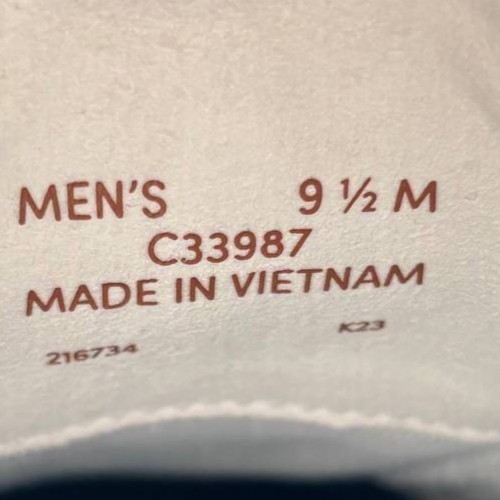 MEN'S 9 ½ M
C33987
MADE IN VIETNAM
216734 K23